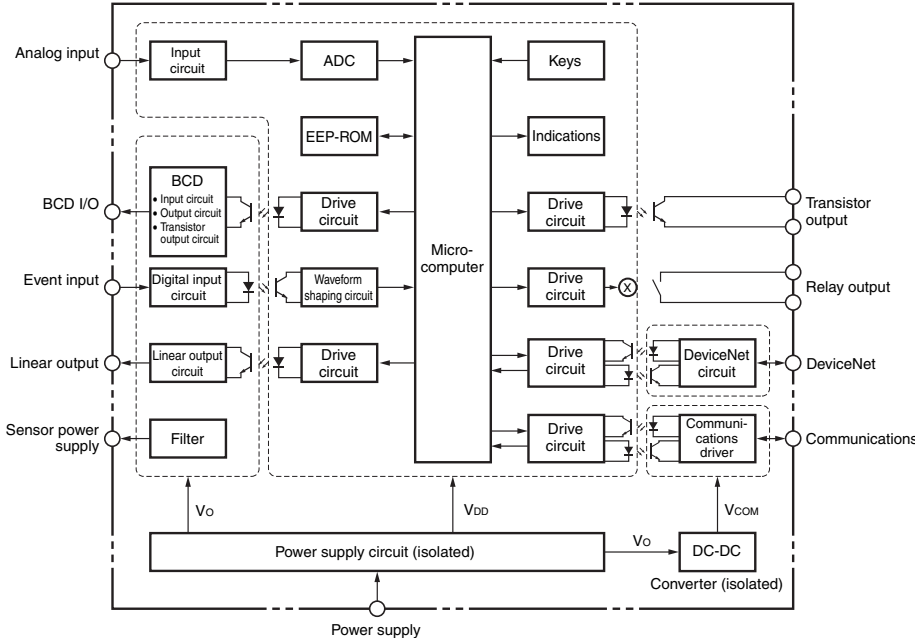 Analog input
Input
circuit
ADC
Keys
EEP-ROM
Indications
BCD I/O
BCD
• Input circuit
• Output circuit
• Transistor
output circuit
Drive
circuit
Micro-
computer
Drive
circuit
Transistor
output
Event input
Digital input
circuit
Waveform
shaping circuit
Drive
circuit
X
Relay output
Linear output
Linear output
circuit
Drive
circuit
Drive
circuit
DeviceNet
circuit
DeviceNet
Sensor power
supply
Filter
Drive
circuit
Communi-
cations
driver
Communications
VO
VDD
VCOM
Power supply circuit (isolated)
VO
DC-DC
Converter (isolated)
Power supply